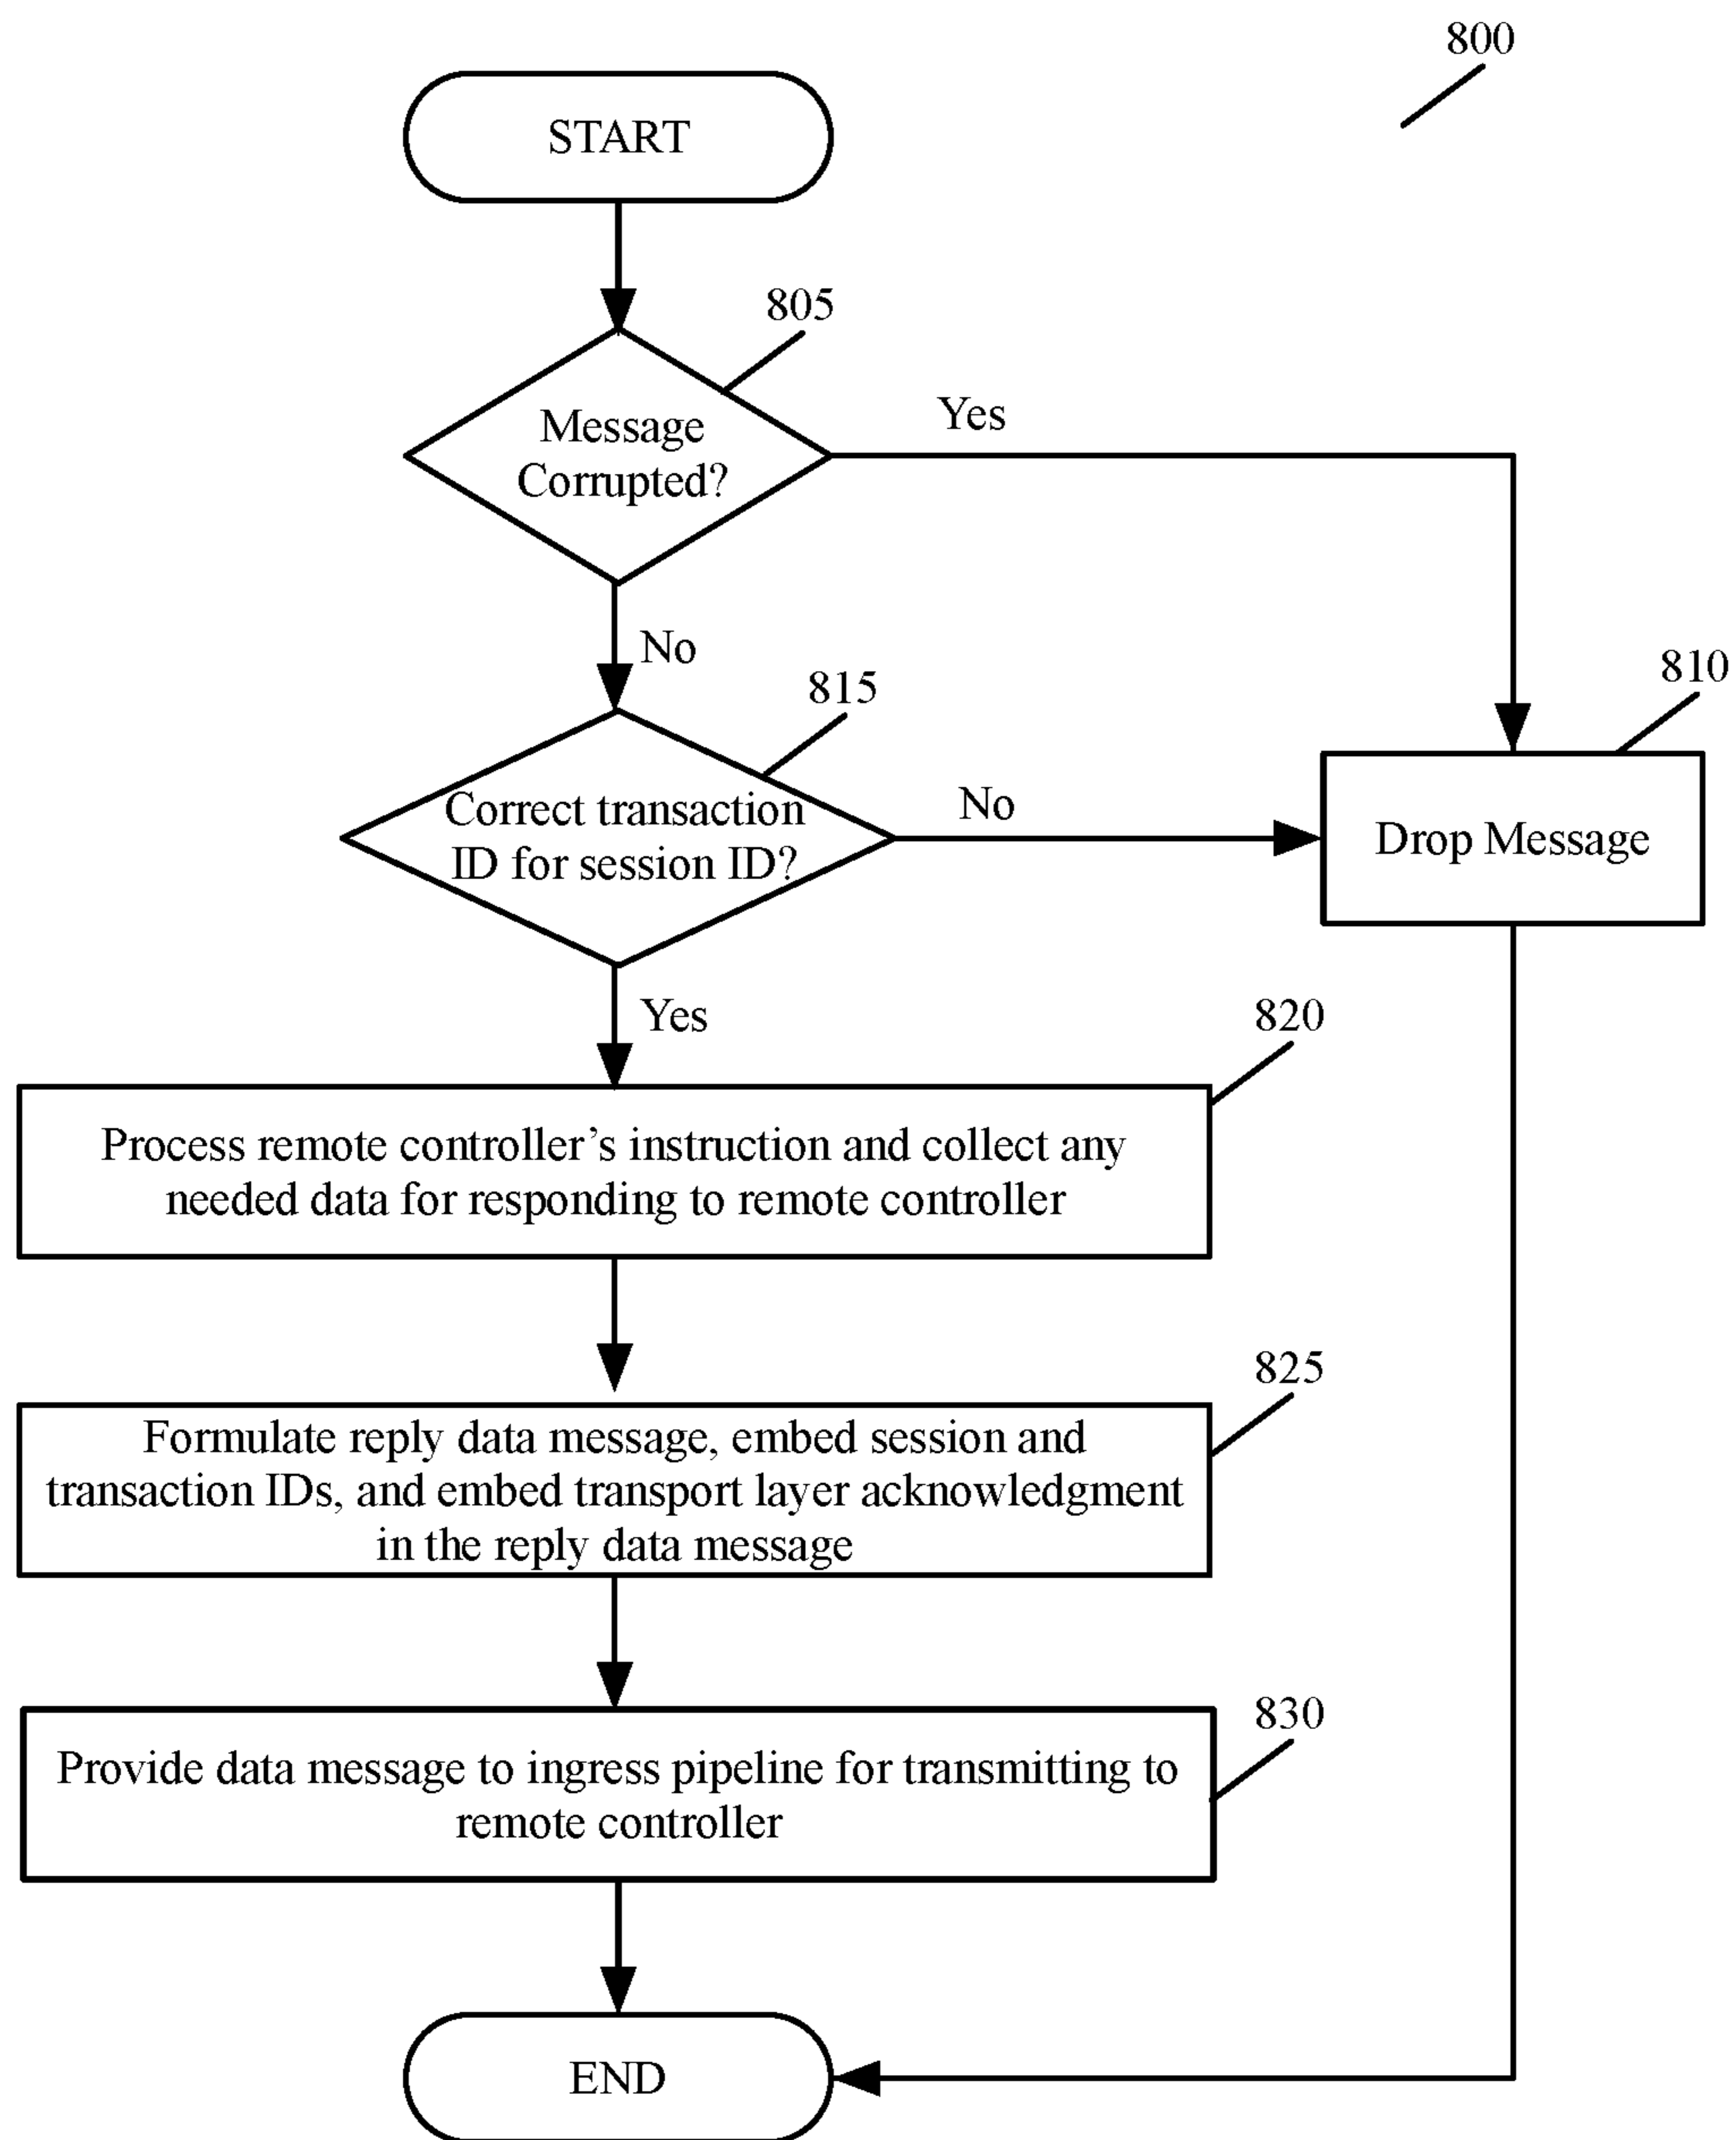 800
START
805
Message
Corrupted?
Yes
No
815
810
Correct transaction
ID for session ID?
No
Drop Message
Yes
820
Process remote controller’s instruction and collect any
needed data for responding to remote controller
825
Formulate reply data message, embed session and
transaction IDs, and embed transport layer acknowledgment
in the reply data message
830
Provide data message to ingress pipeline for transmitting to
remote controller
END